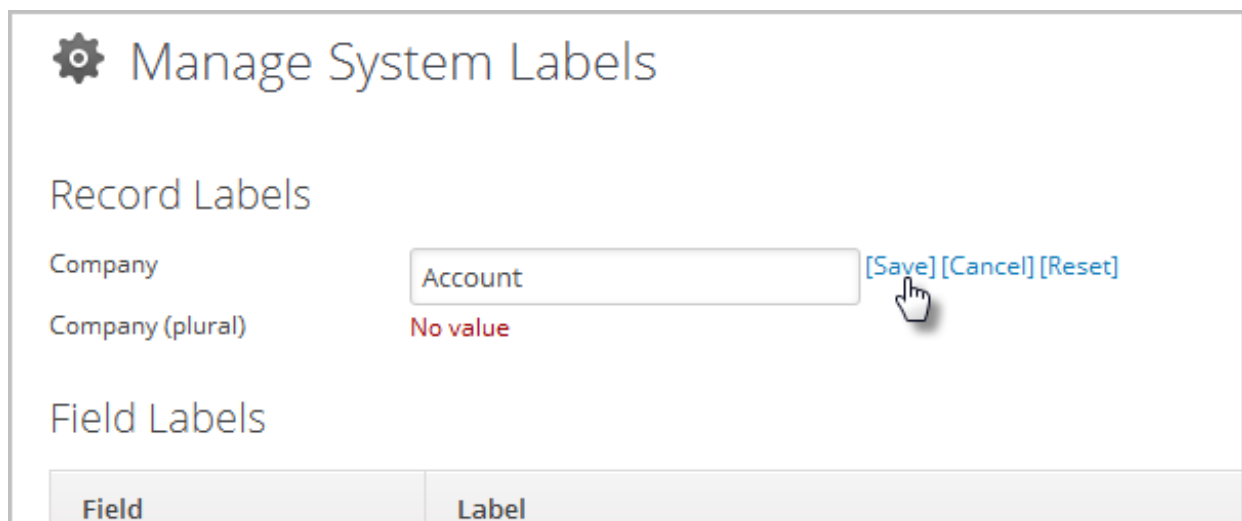 Manage System Labels
Record Labels
Company Account [Save] [Cancel] [Reset]
Company (plural) No value
Field Labels
Field Label